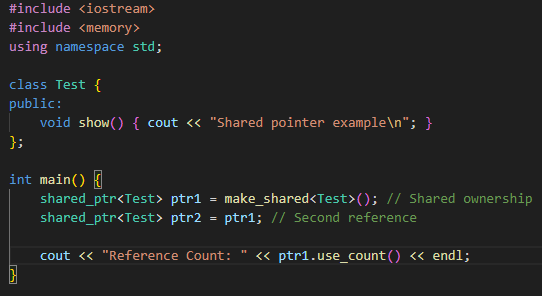 #include <iostream>
#include <memory>
using namespace std;

class Test {
public:
    void show() { cout << "Shared pointer example\n"; }
};

int main() {
    shared_ptr<Test> ptr1 = make_shared<Test>(); // Shared ownership
    shared_ptr<Test> ptr2 = ptr1; // Second reference

    cout << "Reference Count: " << ptr1.use_count() << endl;
}